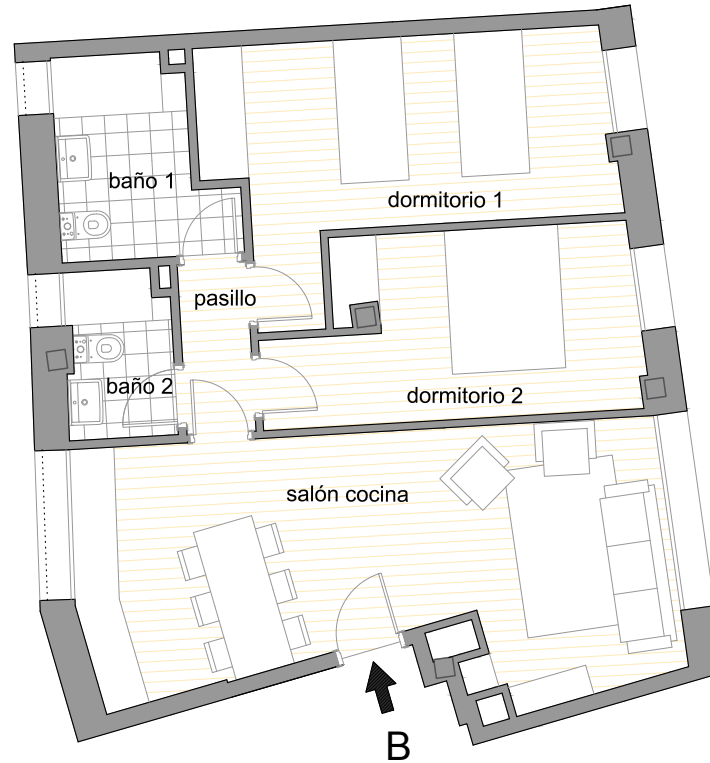 baño 1
dormitorio 1
pasillo
baño 2
dormitorio 2
salón cocina
B